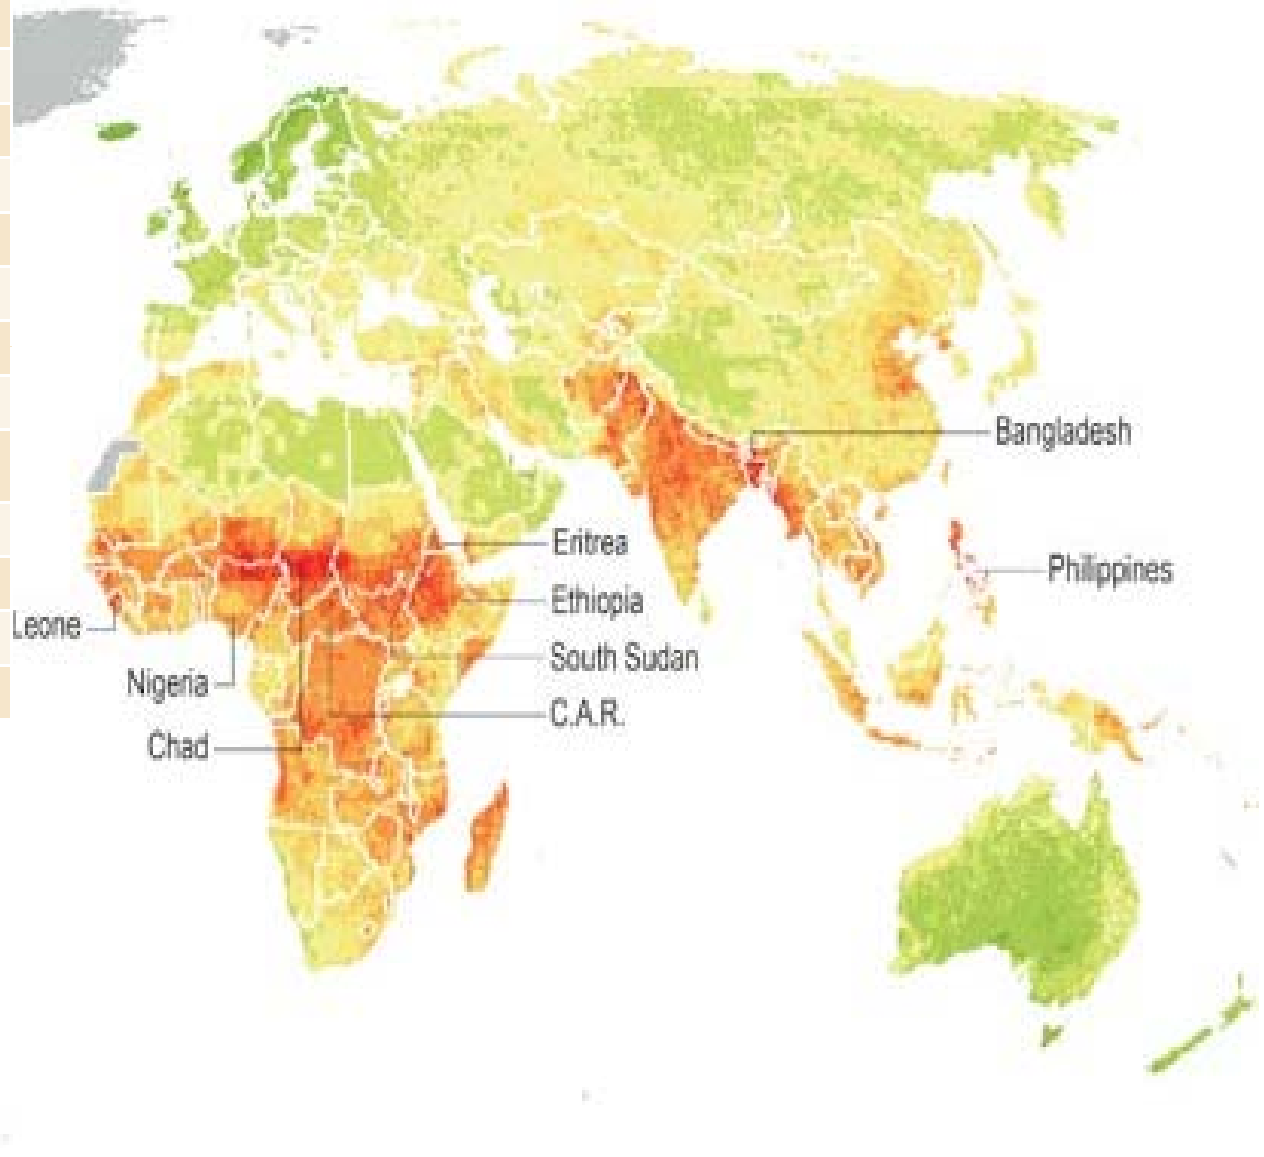 Bangladesh
Eritrea
Philippines
Ethiopia
Leone
South Sudan
Nigeria
C.A.R.
Chad